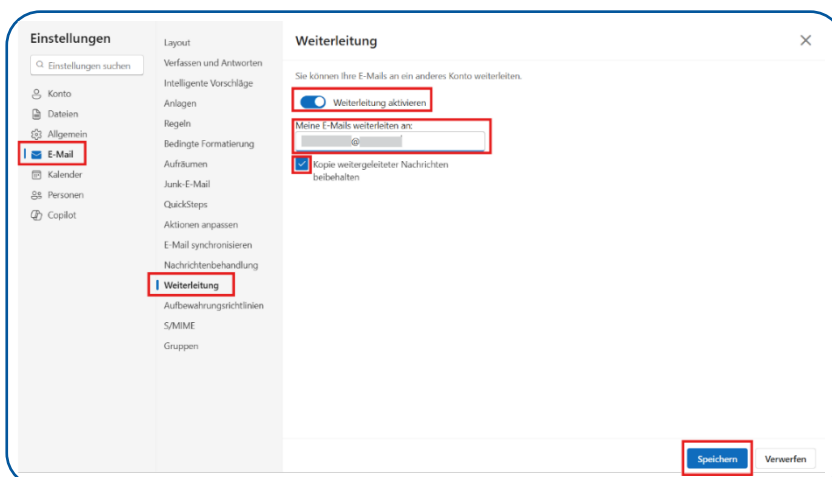 Einstellungen
Einstellungen suchen
Konto
Dateien
Allgemein
E-Mail
Kalender
Personen
Copilot
Layout
Verfassen und Antworten
Intelligente Vorschläge
Anlagen
Regeln
Bedingte Formatierung
Aufräumen
Junk-E-Mail
QuickSteps
Aktionen anpassen
E-Mail synchronisieren
Nachrichtenbehandlung
Weiterleitung
Aufbewahrungsrichtlinien
S/MIME
Gruppen
Weiterleitung
Sie können Ihre E-Mails an ein anderes Konto weiterleiten.
Weiterleitung aktivieren
Meine E-Mails weiterleiten an:
@
Kopie weitergeleiteter Nachrichten
beibehalten
Speichern
Verwerfen